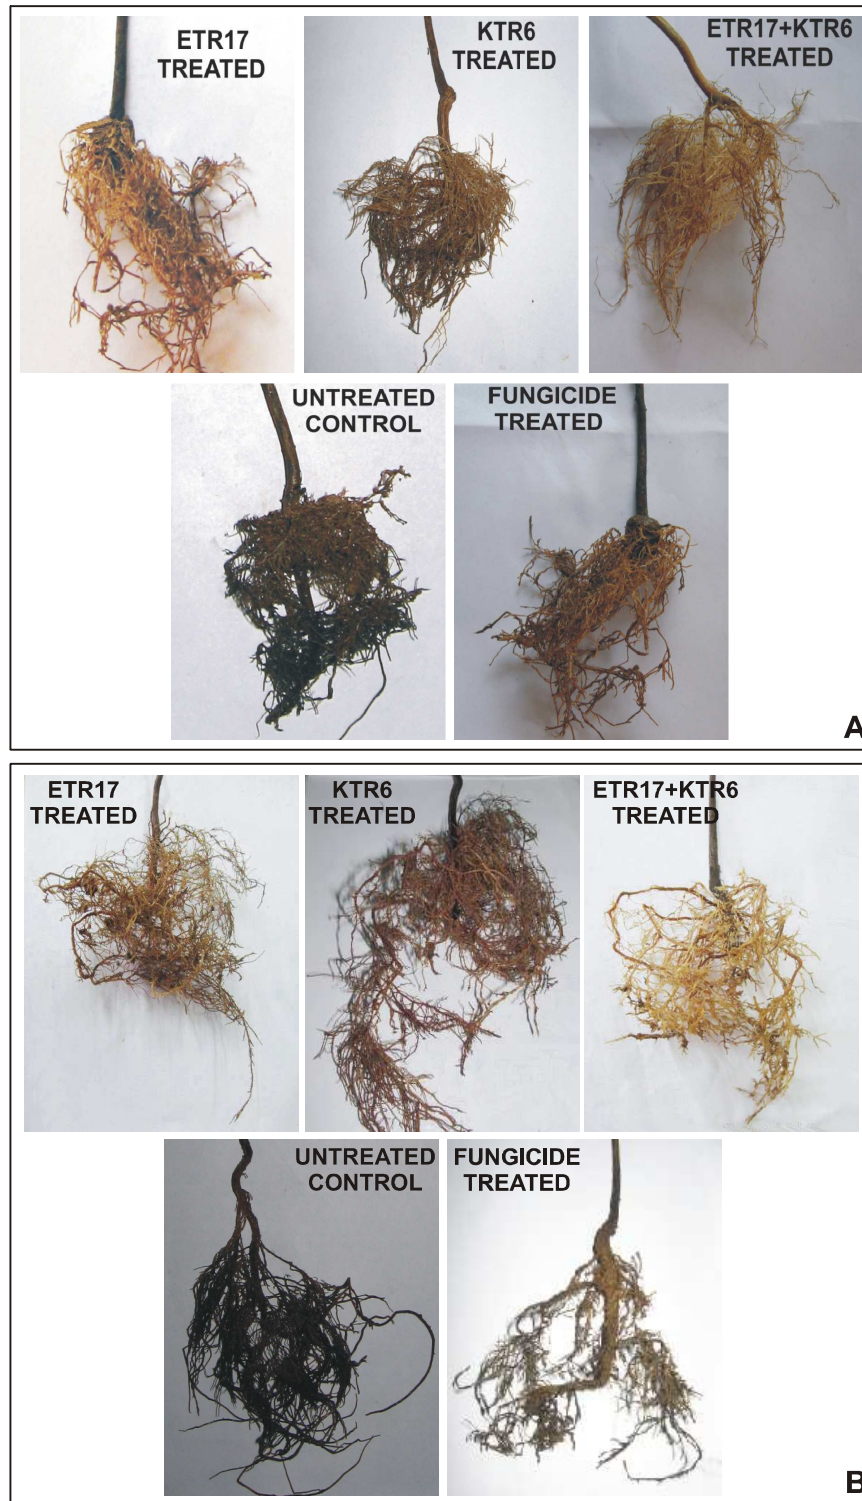 ETR17
TREATED
KTR6
TREATED
ETR17+KTR6
TREATED
UNTREATED
CONTROL
FUNGICIDE
TREATED
A
ETR17
TREATED
KTR6
TREATED
ETR17+KTR6
TREATED
UNTREATED
CONTROL
FUNGICIDE
TREATED
B